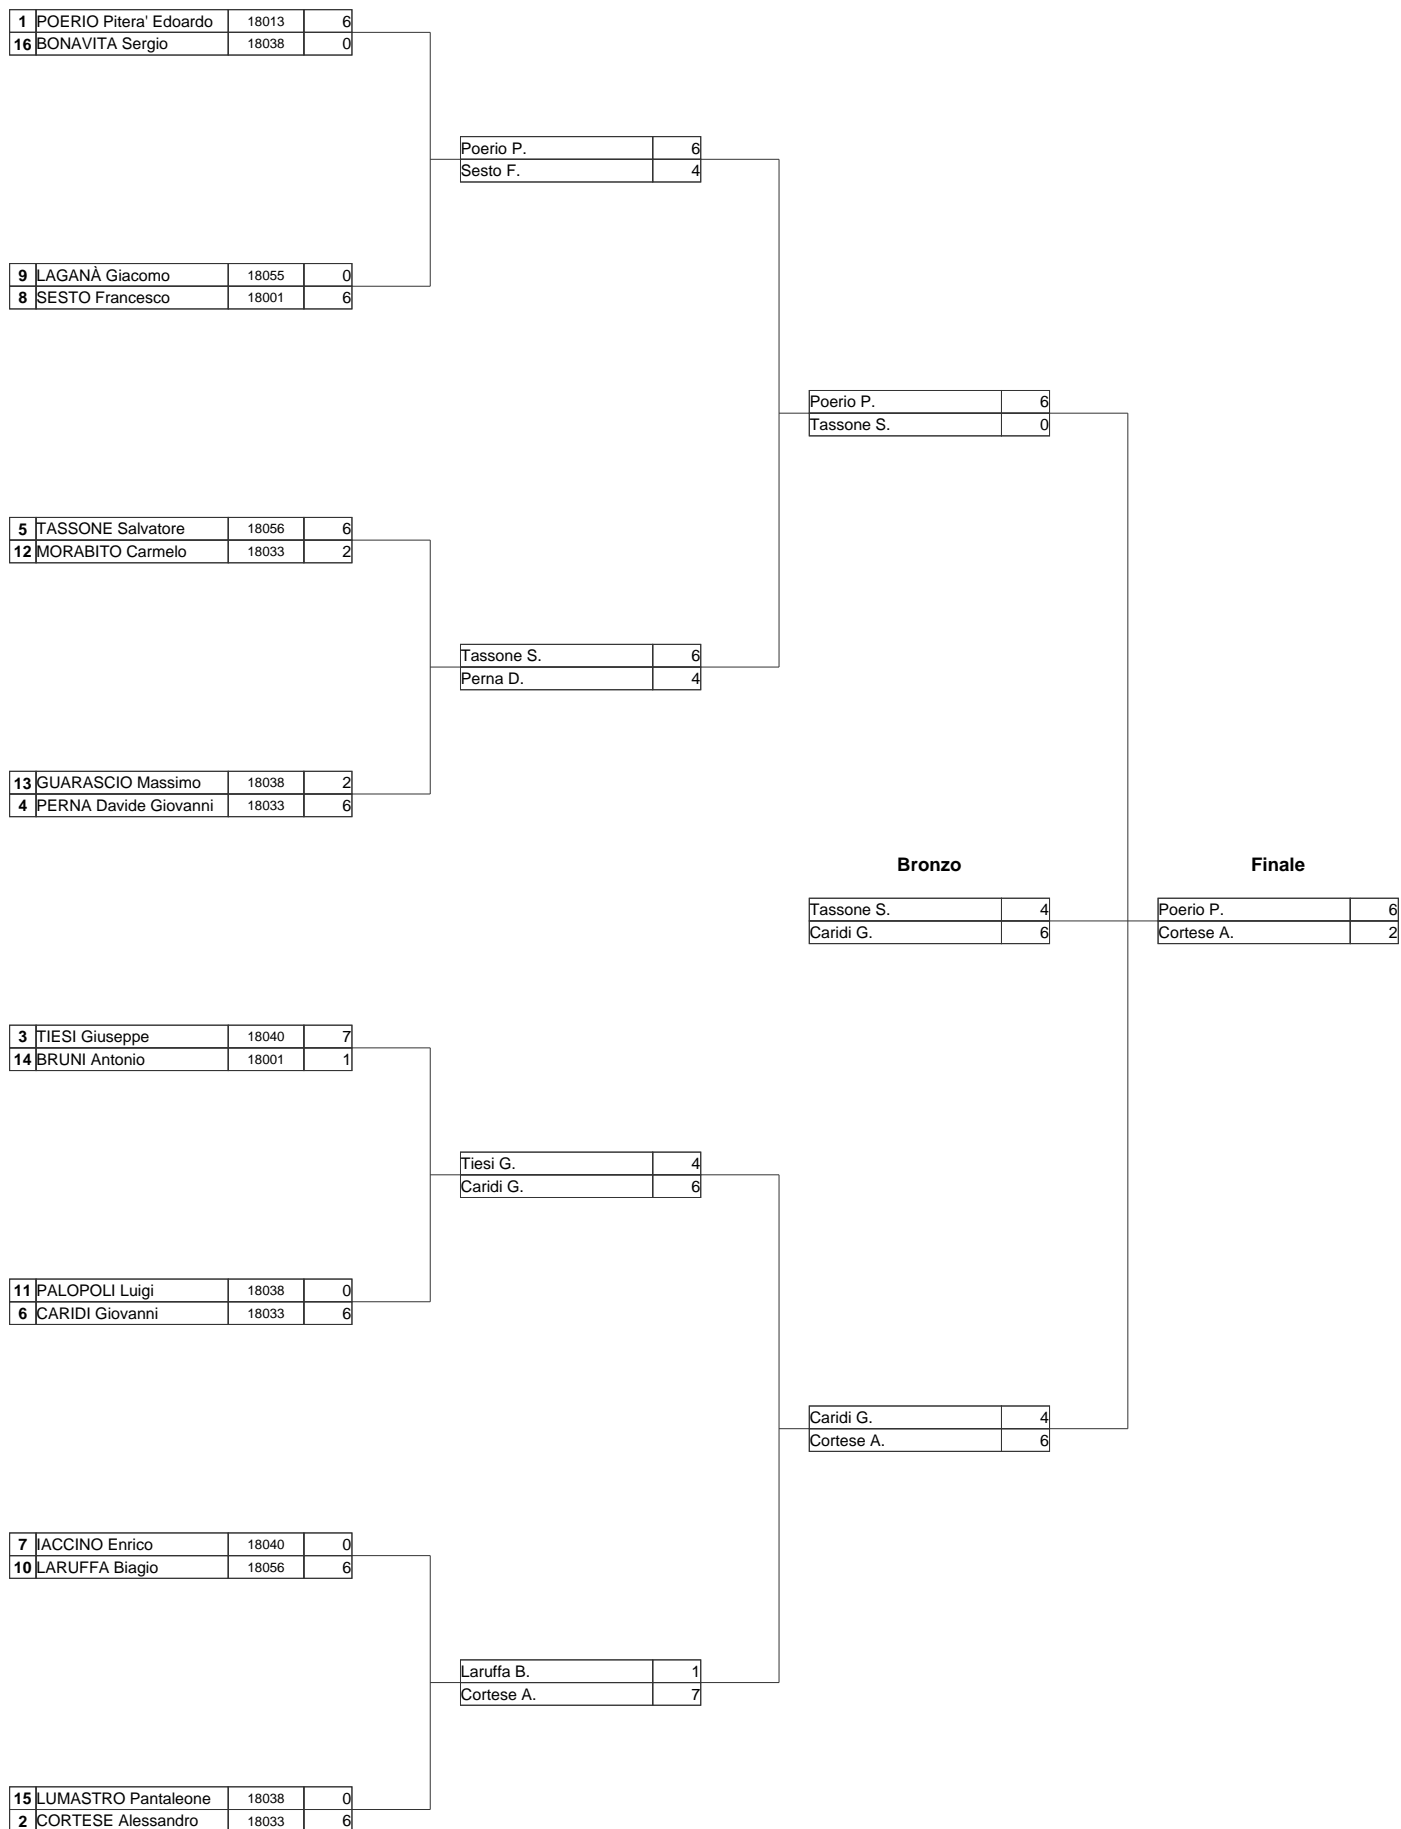 1 POERIO Pitera' Edoardo 18013 6
16 BONAVITA Sergio 18038 0
Poerio P. 6
Sesto F. 4
9 LAGANÀ Giacomo 18055 0
8 SESTO Francesco 18001 6
Poerio P. 6
Tassone S. 0
5 TASSONE Salvatore 18056 6
12 MORABITO Carmelo 18033 2
Tassone S. 6
Perna D. 4
13 GUARASCIO Massimo 18038 2
4 PERNA Davide Giovanni 18033 6
Bronzo Finale
Tassone S. 4 Poerio P. 6
Caridi G. 6 Cortese A. 2
3 TIESI Giuseppe 18040 7
14 BRUNI Antonio 18001 1
Tiesi G. 4
Caridi G. 6
11 PALOPOLI Luigi 18038 0
6 CARIDI Giovanni 18033 6
Caridi G. 4
Cortese A. 6
7 IACCINO Enrico 18040 0
10 LARUFFA Biagio 18056 6
Laruffa B. 1
Cortese A. 7
15 LUMASTRO Pantaleone 18038 0
2 CORTESE Alessandro 18033 6